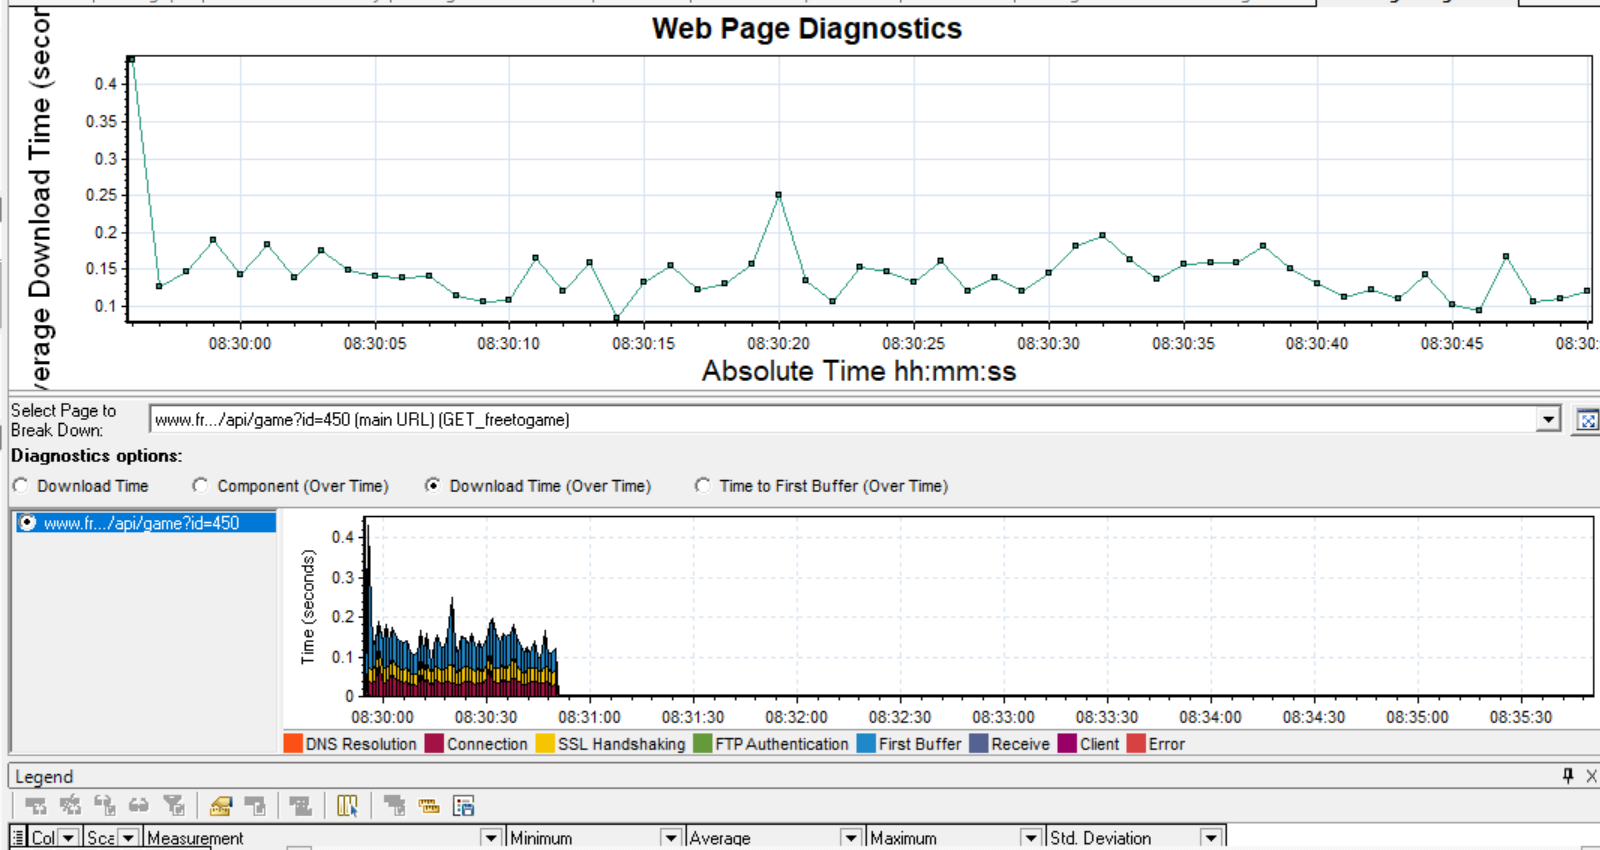 Web Page Diagnostics
verage Download Time (secon
0.4
0.35
0.3
0.25
0.2
0.15
0.1
08:30:00 08:30:05 08:30:10 08:30:15 08:30:20 08:30:25 08:30:30 08:30:35 08:30:40 08:30:45 08:30:
Absolute Time hh:mm:ss
Select Page to
Break Down:
www.fr.../api/game?id=450 (main URL) (GET_freetogame)
Diagnostics options:
Download Time Component (Over Time) Download Time (Over Time) Time to First Buffer (Over Time)
www.fr.../api/game?id=450
Time (seconds)
0.4
0.3
0.2
0.1
0
08:30:00 08:30:30 08:31:00 08:31:30 08:32:00 08:32:30 08:33:00 08:33:30 08:34:00 08:34:30 08:35:00 08:35:30
DNS Resolution Connection SSL Handshaking FTP Authentication First Buffer Receive Client Error
Legend
Col Sca Measurement Minimum Average Maximum Std. Deviation